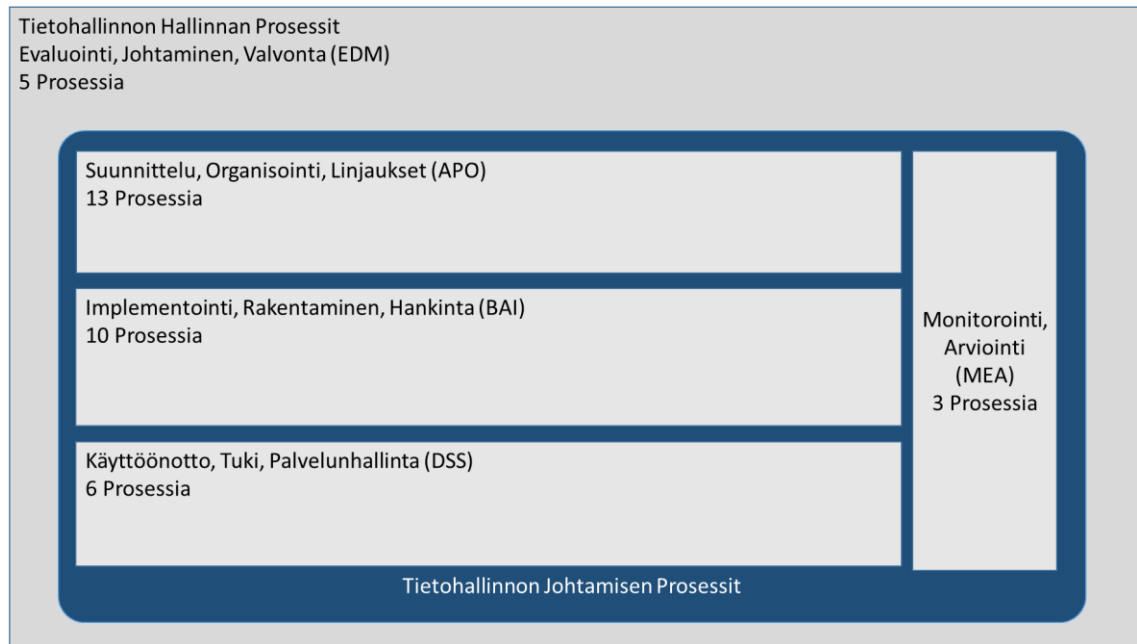 Tietohallinnon Hallinnan Prosessit
Evaluointi, Johtaminen, Valvonta (EDM)
5 Prosessia
Suunnittelu, Organisointi, Linjaukset (APO)
13 Prosessia
Implementointi, Rakentaminen, Hankinta (BAI)
10 Prosessia
Käyttöönotto, Tuki, Palvelunhallinta (DSS)
6 Prosessia
Monitorointi,
Arviointi
(MEA)
3 Prosessia
Tietohallinnon Johtamisen Prosessit